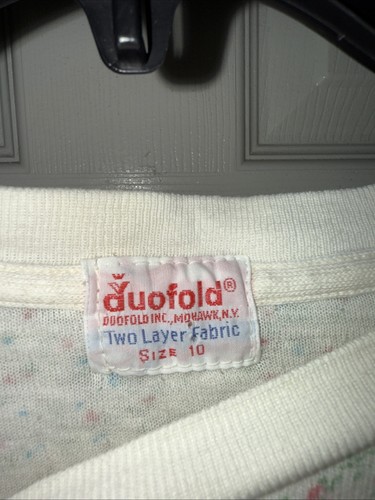 duofold®
DUOFOLD INC., MOHAWK, N.Y.
Two Layer Fabric
SIZE 10